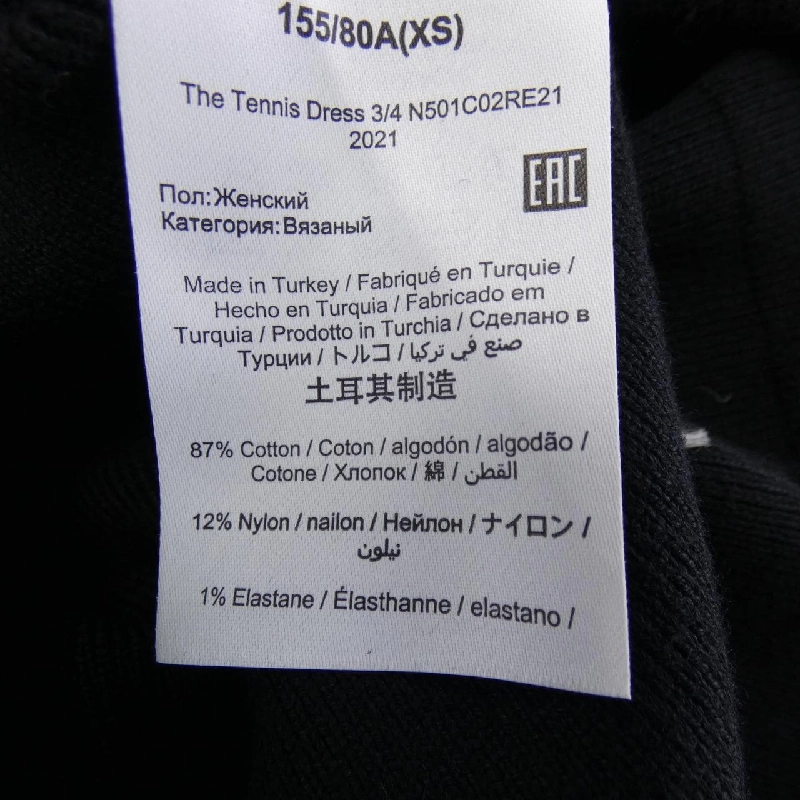 155/80A(XS)
The Tennis Dress 3/4 N501C02RE21
2021
EAC
Пол:Женский
Категория:Вязаный
Made in Turkey / Fabriqué en Turquie /
Hecho en Turquia / Fabricado em
Turquia / Prodotto in Turchia / Сделано в
Турции / トルコ / صنع في تركيا
土耳其制造
87% Cotton / Coton / algodón / algodão /
Cotone / Хлопок / 綿 / القطن
12% Nylon / nailon / Нейлон / ナイロン /
نيلون
1% Elastane / Élasthanne / elastano /